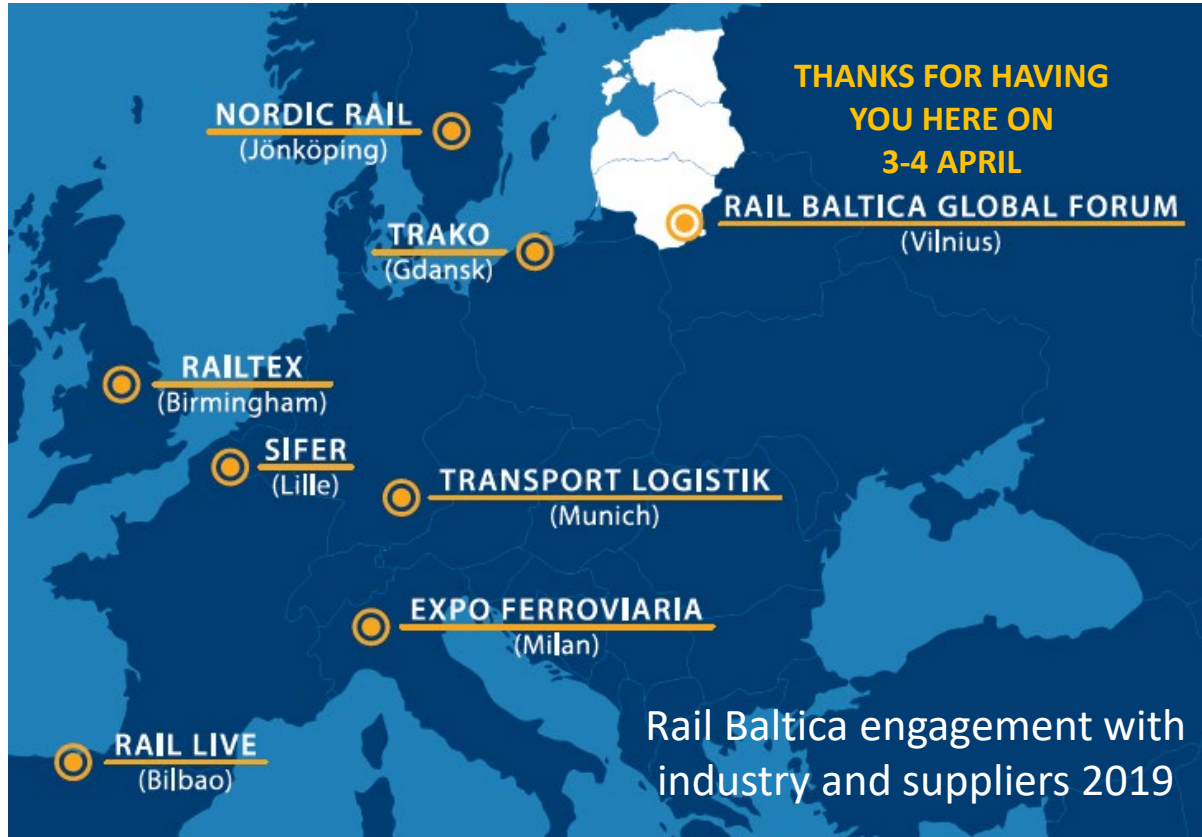 THANKS FOR HAVING
YOU HERE ON
3-4 APRIL
NORDIC RAIL
(Jönköping)
RAIL BALTICA GLOBAL FORUM
(Vilnius)
TRAKO
(Gdansk)
RAILTEX
(Birmingham)
SIFER
(Lille)
TRANSPORT LOGISTIK
(Munich)
EXPO FERROVIARIA
(Milan)
RAIL LIVE
(Bilbao)
Rail Baltica engagement with
industry and suppliers 2019